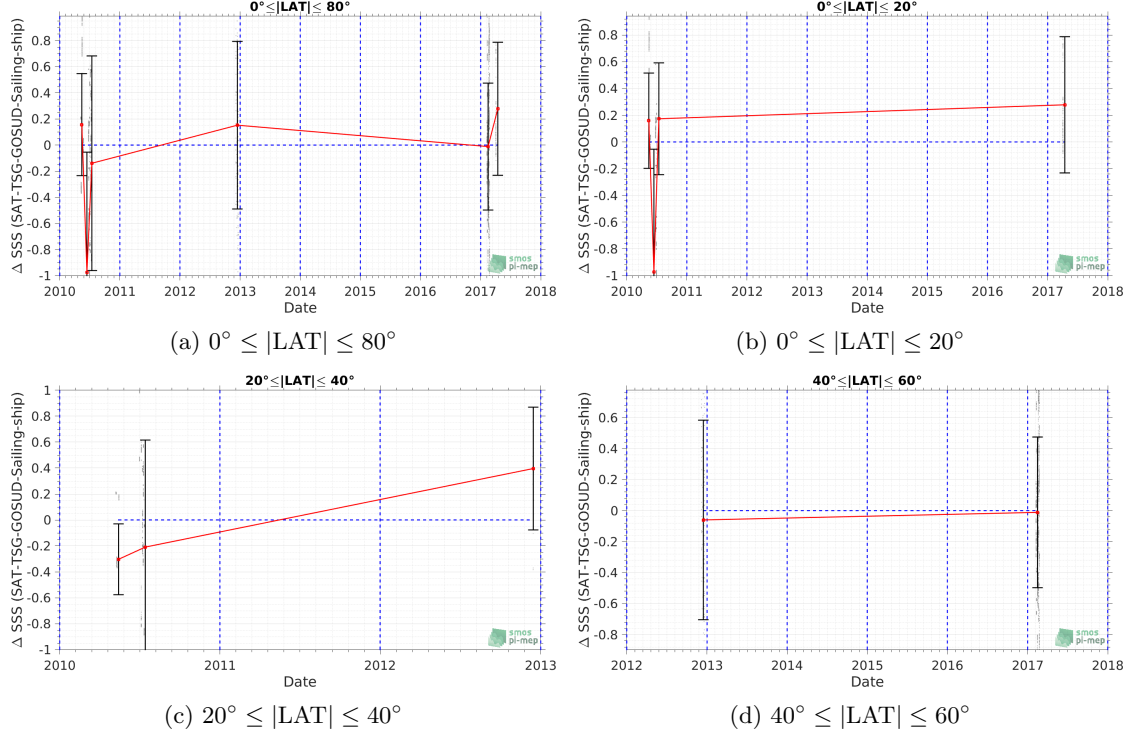 0°≤|LAT|≤ 80°
Δ SSS (SAT-TSG-GOSUD-Sailing-ship)
0.8
0.6
0.4
0.2
0
-0.2
-0.4
-0.6
-0.8
-1
2010 2011 2012 2013 2014 2015 2016 2017 2018
Date
smos
pi-mep
(a) 0° ≤ |LAT| ≤ 80°
0°≤|LAT|≤ 20°
Δ SSS (SAT-TSG-GOSUD-Sailing-ship)
0.8
0.6
0.4
0.2
0
-0.2
-0.4
-0.6
-0.8
-1
2010 2011 2012 2013 2014 2015 2016 2017 2018
Date
smos
pi-mep
(b) 0° ≤ |LAT| ≤ 20°
20°≤|LAT|≤ 40°
Δ SSS (SAT-TSG-GOSUD-Sailing-ship)
1
0.8
0.6
0.4
0.2
0
-0.2
-0.4
-0.6
-0.8
-1
2010 2011 2012 2013
Date
smos
pi-mep
(c) 20° ≤ |LAT| ≤ 40°
40°≤|LAT|≤ 60°
Δ SSS (SAT-TSG-GOSUD-Sailing-ship)
0.6
0.4
0.2
0
-0.2
-0.4
-0.6
-0.8
2012 2013 2014 2015 2016 2017 2018
Date
smos
pi-mep
(d) 40° ≤ |LAT| ≤ 60°